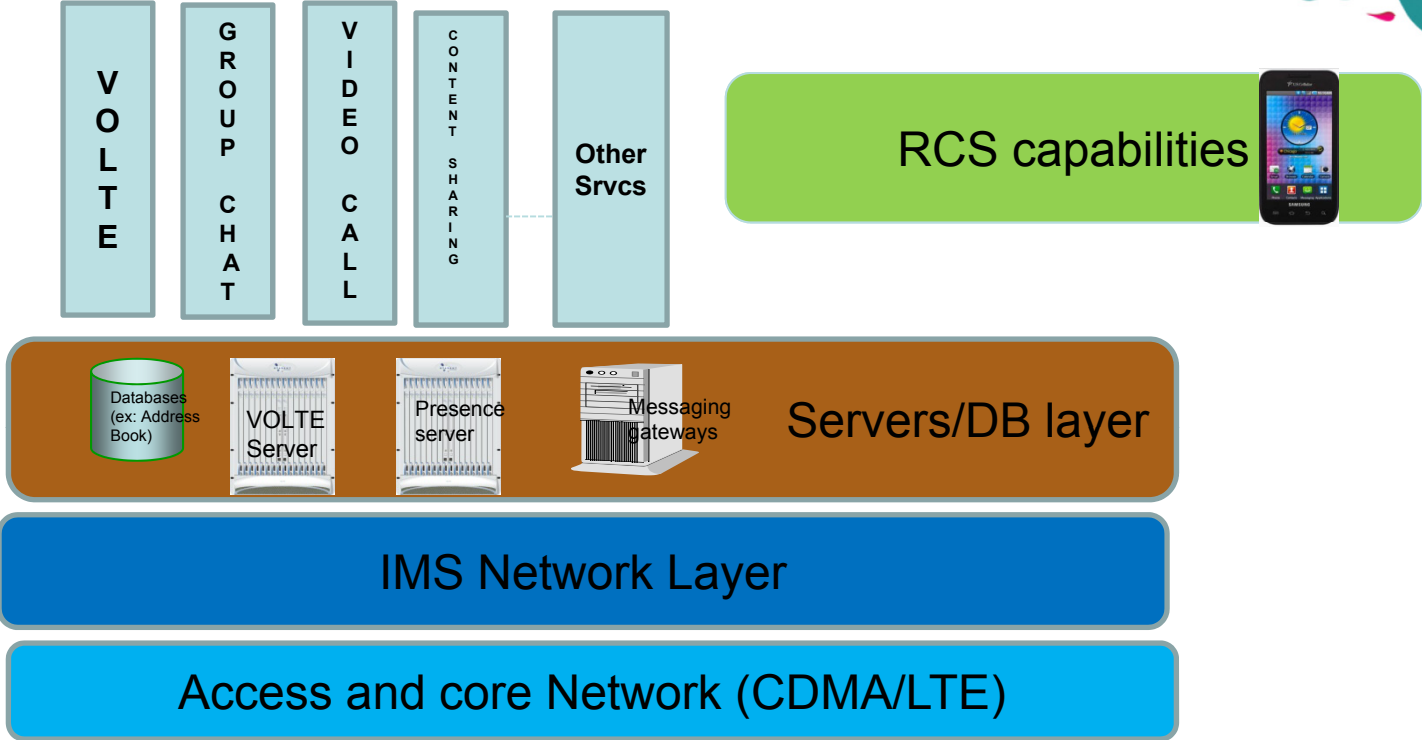 VOLTE
GROUP CHAT
VIDEO CALL
CONTENT SHARING
Other
Srvcs
RCS capabilities
Databases
(ex: Address
Book)
VOLTE
Server
Presence
server
Messaging
gateways
Servers/DB layer
IMS Network Layer
Access and core Network (CDMA/LTE)